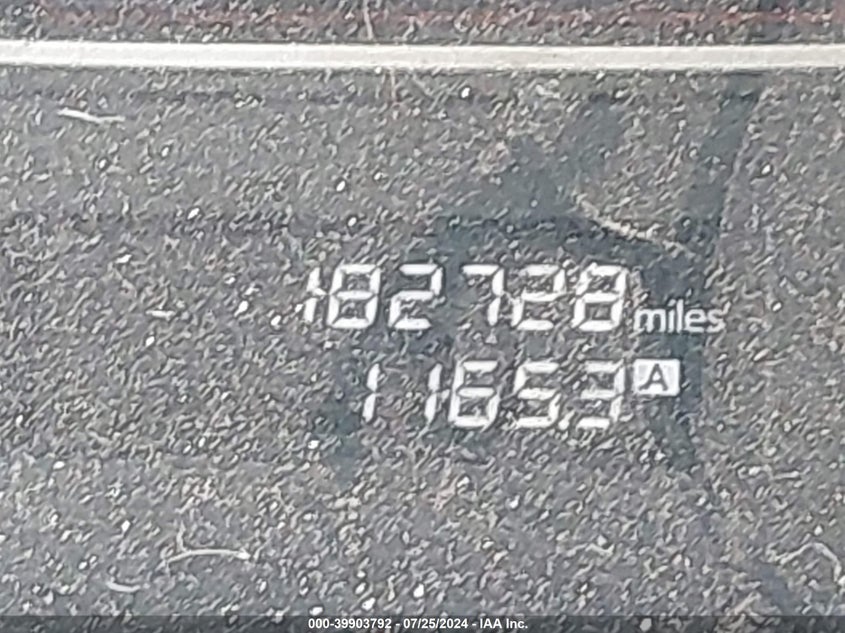 182728 miles
1165.3 A
000-39903792 - 07/25/2024 - IAA Inc.